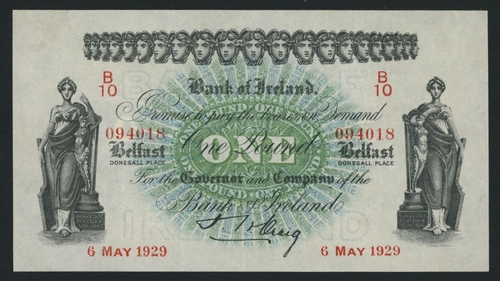 B B
10 10
Bank of Ireland.
Promise to pay the bearer on Demand
094018 094018
One Pound
ONE
Belfast Belfast
DONEGALL PLACE DONEGALL PLACE
For the Governor and Company of the
Bank of Ireland
6 MAY 1929 6 MAY 1929